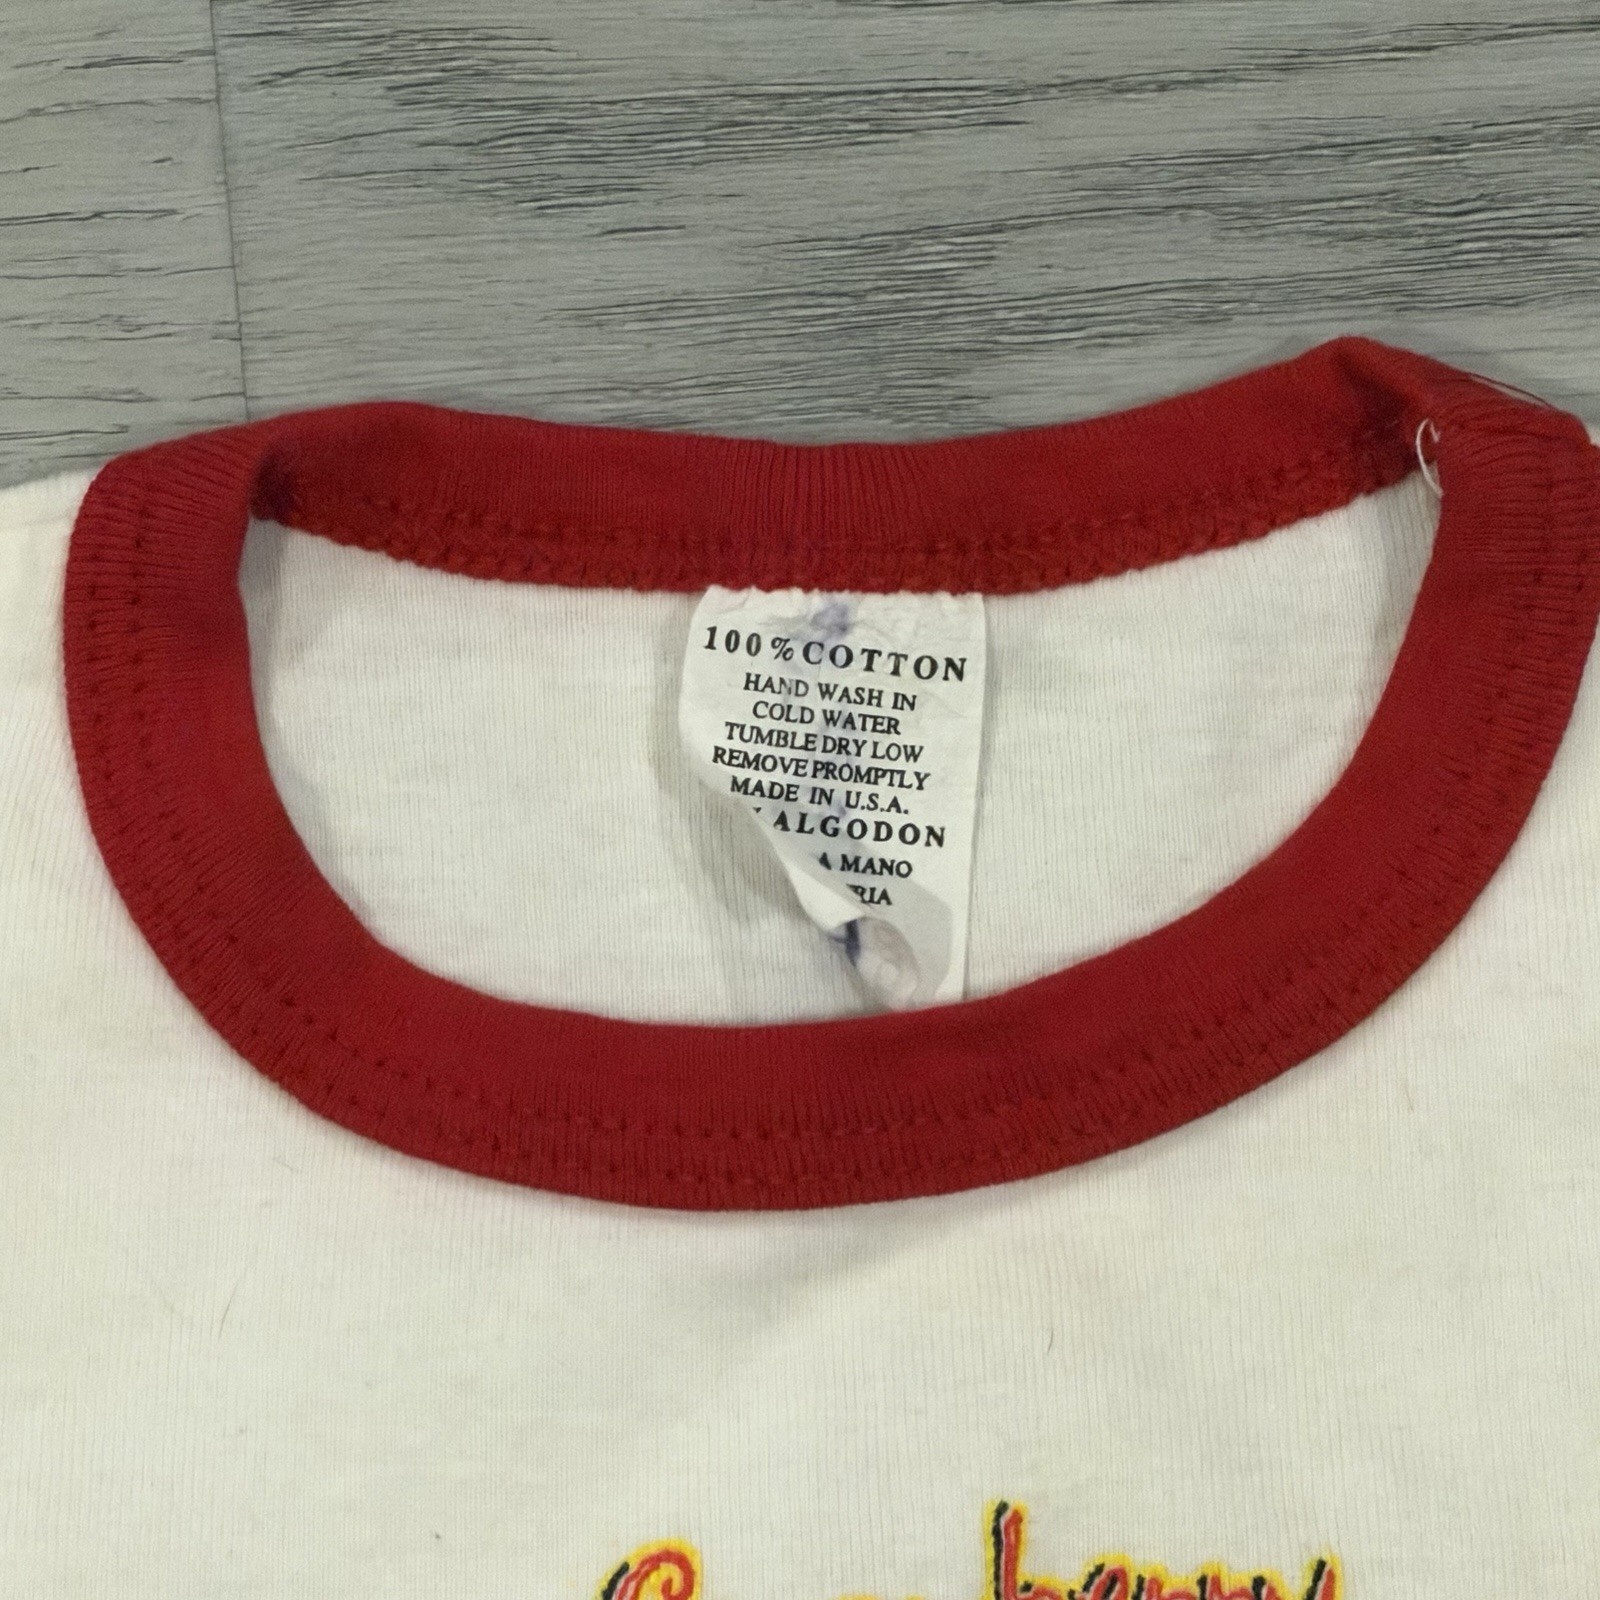 100% COTTON
HAND WASH IN
COLD WATER
TUMBLE DRY LOW
REMOVE PROMPTLY
MADE IN U.S.A.
ALGODON
A MANO